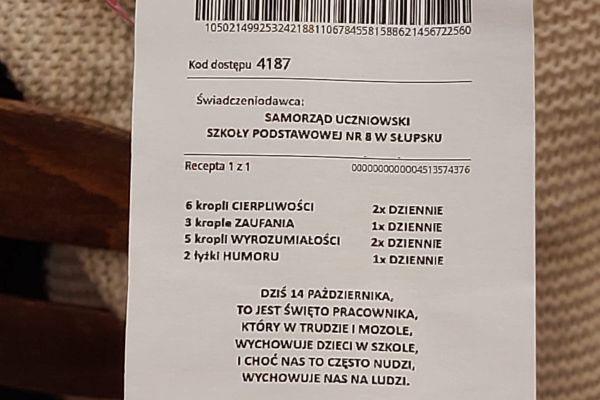 10502149925324218811067845581588621456722560
Kod dostępu 4187
Świadczeniodawca:
SAMORZĄD UCZNIOWSKI
SZKOŁY PODSTAWOWEJ NR 8 W SŁUPSKU
Recepta 1 z 1 0000000000004513574376
6 kropli CIERPLIWOŚCI 2x DZIENNIE
3 krople ZAUFANIA 1x DZIENNIE
5 kropli WYROZUMIAŁOŚCI 2x DZIENNIE
2 łyżki HUMORU 1x DZIENNIE
DZIŚ 14 PAŹDZIERNIKA,
TO JEST ŚWIĘTO PRACOWNIKA,
KTÓRY W TRUDZIE I MOZOLE,
WYCHOWUJE DZIECI W SZKOLE,
I CHOĆ NAS TO CZĘSTO NUDZI,
WYCHOWUJE NAS NA LUDZI.